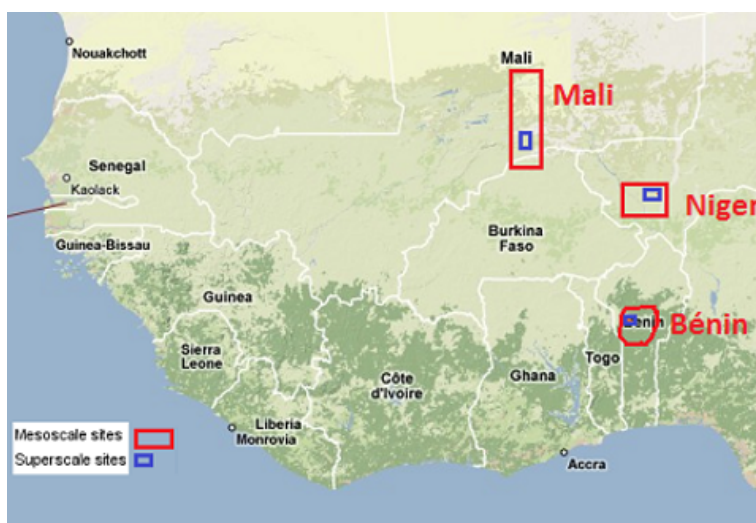 Nouakchott
Mali
Mali
Senegal
Kaolack
Niger
Guinea-Bissau
Burkina
Faso
Guinea
Bénin
Bénin
Sierra
Leone
Togo
Côte
d'Ivoire
Ghana
Liberia
Monrovia
Mesoscale sites
Superscale sites
Accra